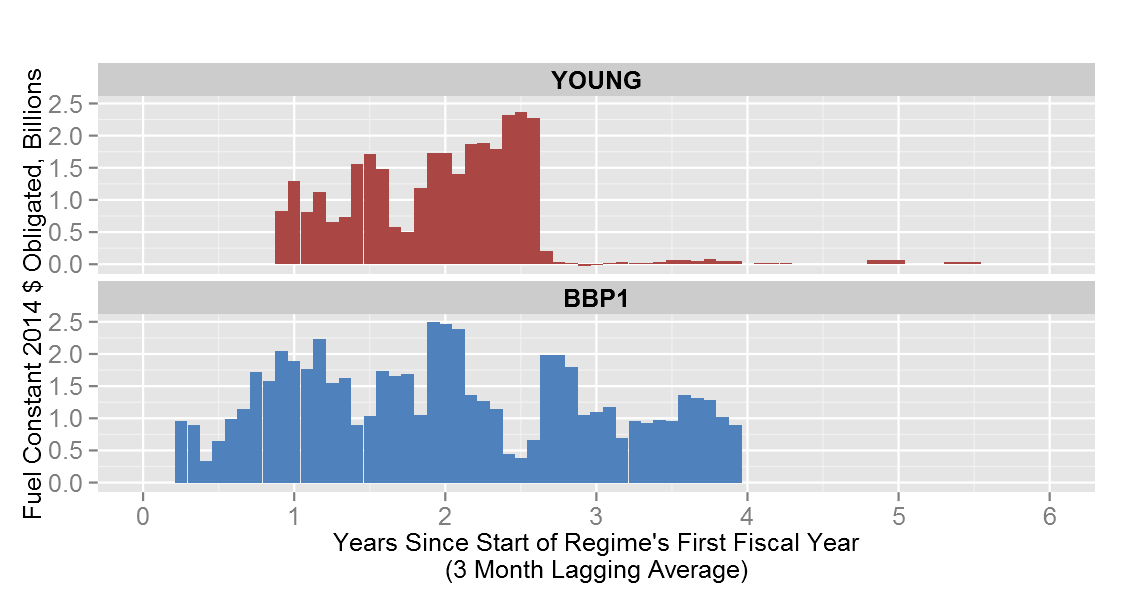 Fuel Constant 2014 $ Obligated, Billions
YOUNG
2.5
2.0
1.5
1.0
0.5
0.0
BBP1
2.5
2.0
1.5
1.0
0.5
0.0
0 1 2 3 4 5 6
Years Since Start of Regime's First Fiscal Year
(3 Month Lagging Average)